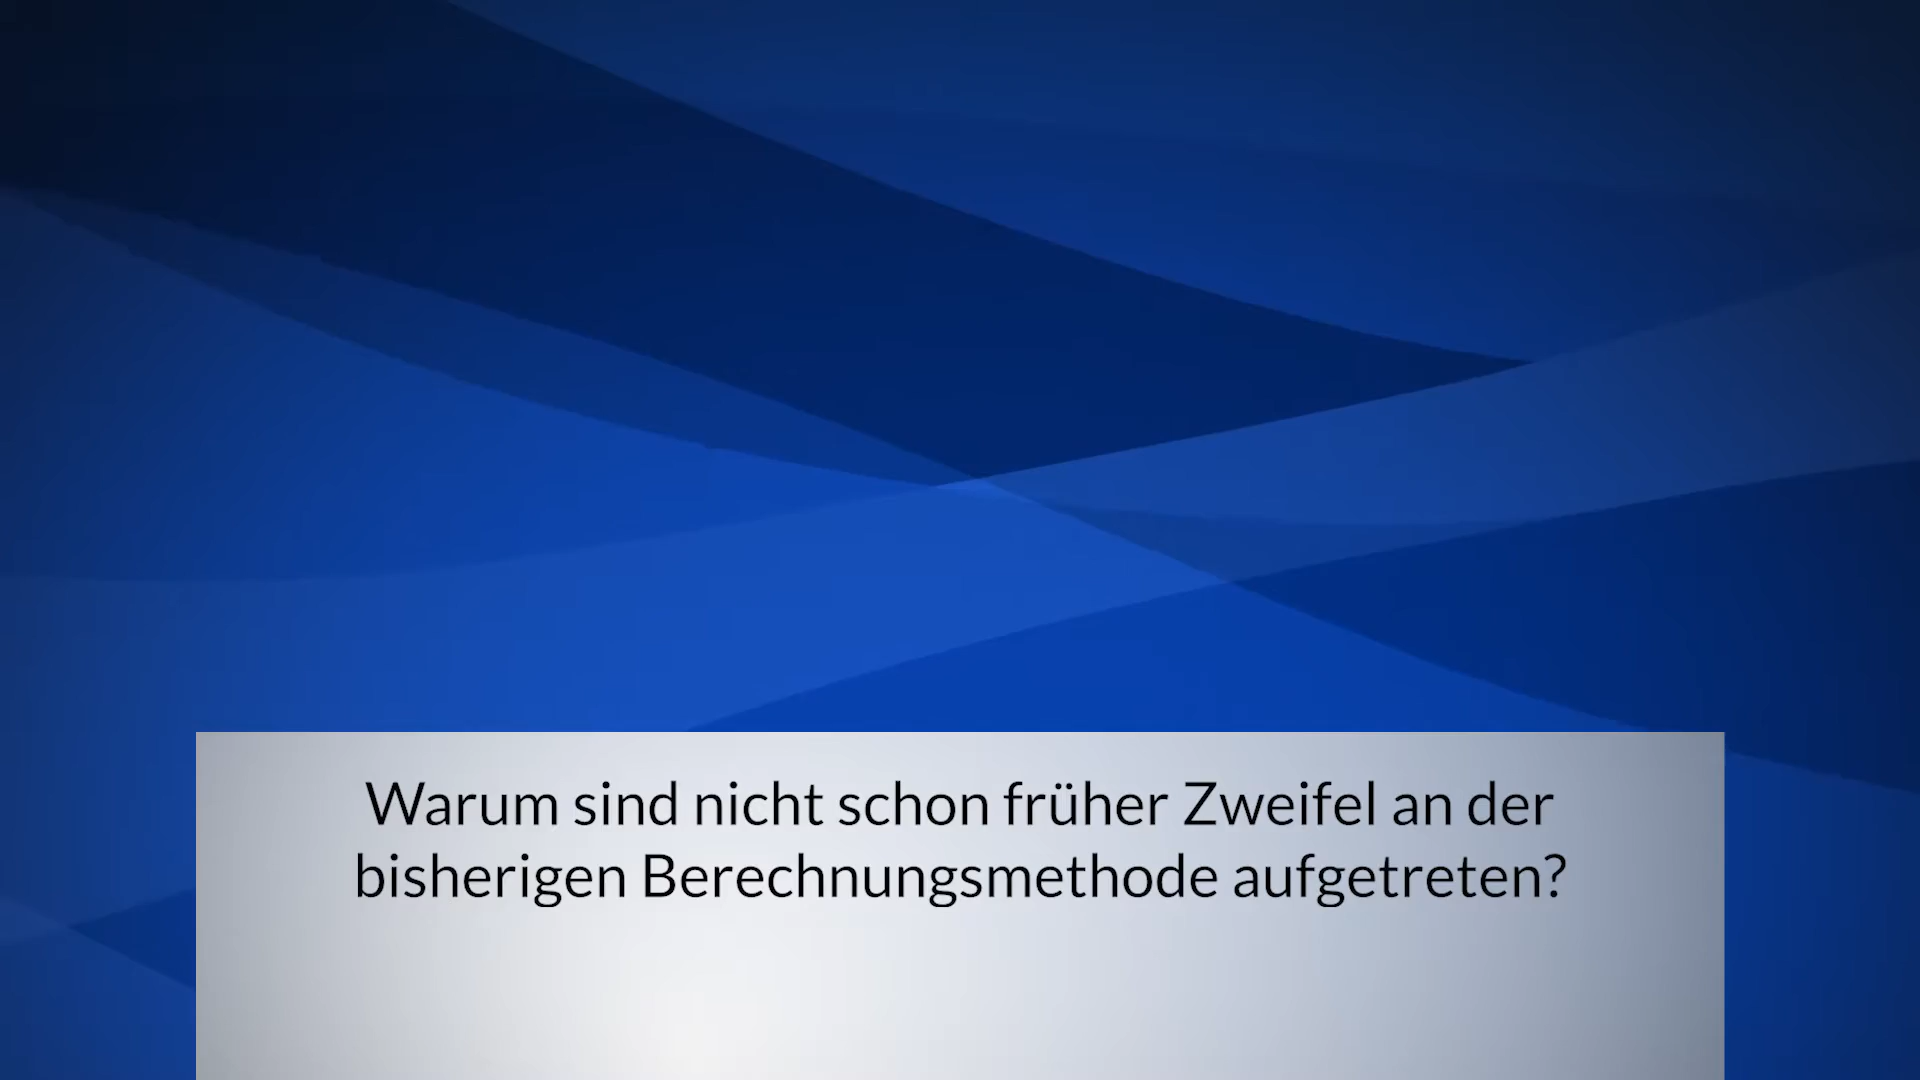 Warum sind nicht schon früher Zweifel an der
bisherigen Berechnungsmethode aufgetreten?